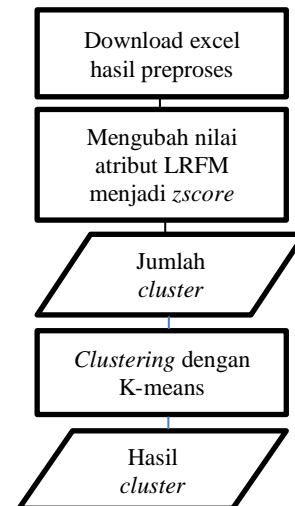 Download excel
hasil preproses
Mengubah nilai
atribut LRFM
menjadi zscore
Jumlah
cluster
Clustering dengan
K-means
Hasil
cluster